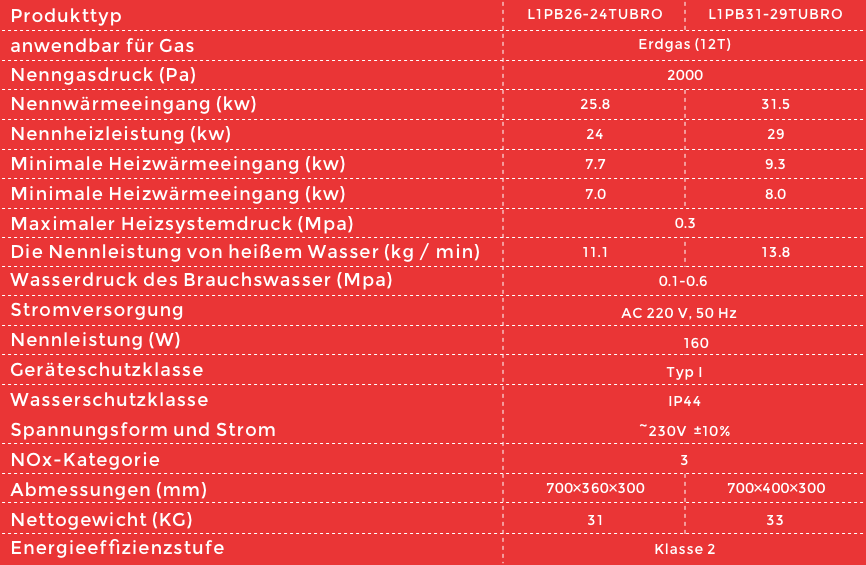 Produkttyp L1PB26-24TUBRO L1PB31-29TUBRO
anwendbar für Gas Erdgas (12T)
Nenngasdruck (Pa) 2000
Nennwärmeeingang (kw) 25.8 31.5
Nennheizleistung (kw) 24 29
Minimale Heizwärmeeingang (kw) 7.7 9.3
Minimale Heizwärmeeingang (kw) 7.0 8.0
Maximaler Heizsystemdruck (Mpa) 0.3
Die Nennleistung von heißem Wasser (kg / min) 11.1 13.8
Wasserdruck des Brauchswasser (Mpa) 0.1-0.6
Stromversorgung AC 220 V, 50 Hz
Nennleistung (W) 160
Geräteschutzklasse Typ I
Wasserschutzklasse IP44
Spannungsform und Strom ~230V ±10%
NOx-Kategorie 3
Abmessungen (mm) 700×360×300 700×400×300
Nettogewicht (KG) 31 33
Energieeffizienzstufe Klasse 2